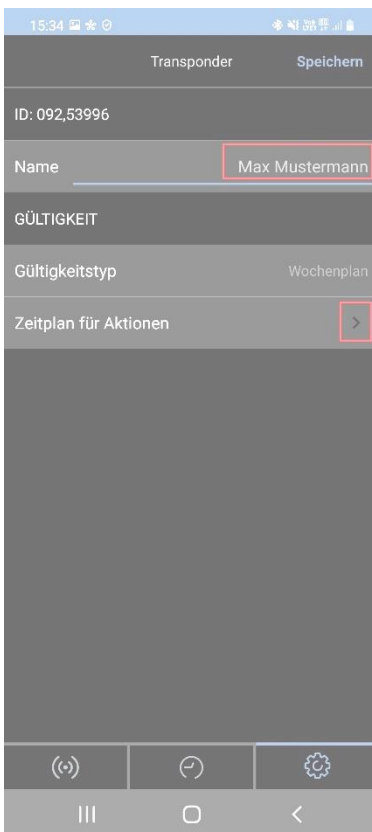 15:34
Transponder Speichern
ID: 092,53996
Name Max Mustermann
GÜLTIGKEIT
Gültigkeitstyp Wochenplan
Zeitplan für Aktionen